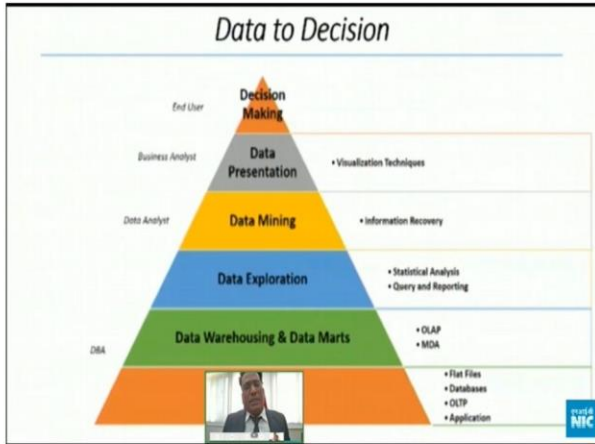 Data to Decision
End User
Decision
Making
Business Analyst
Data
Presentation
• Visualization Techniques
Data Analyst
Data Mining
• Information Recovery
Data Exploration
• Statistical Analysis
• Query and Reporting
DBA
Data Warehousing & Data Marts
• OLAP
• MDA
• Flat Files
• Databases
• OLTP
• Application
एनआईसी
NIC